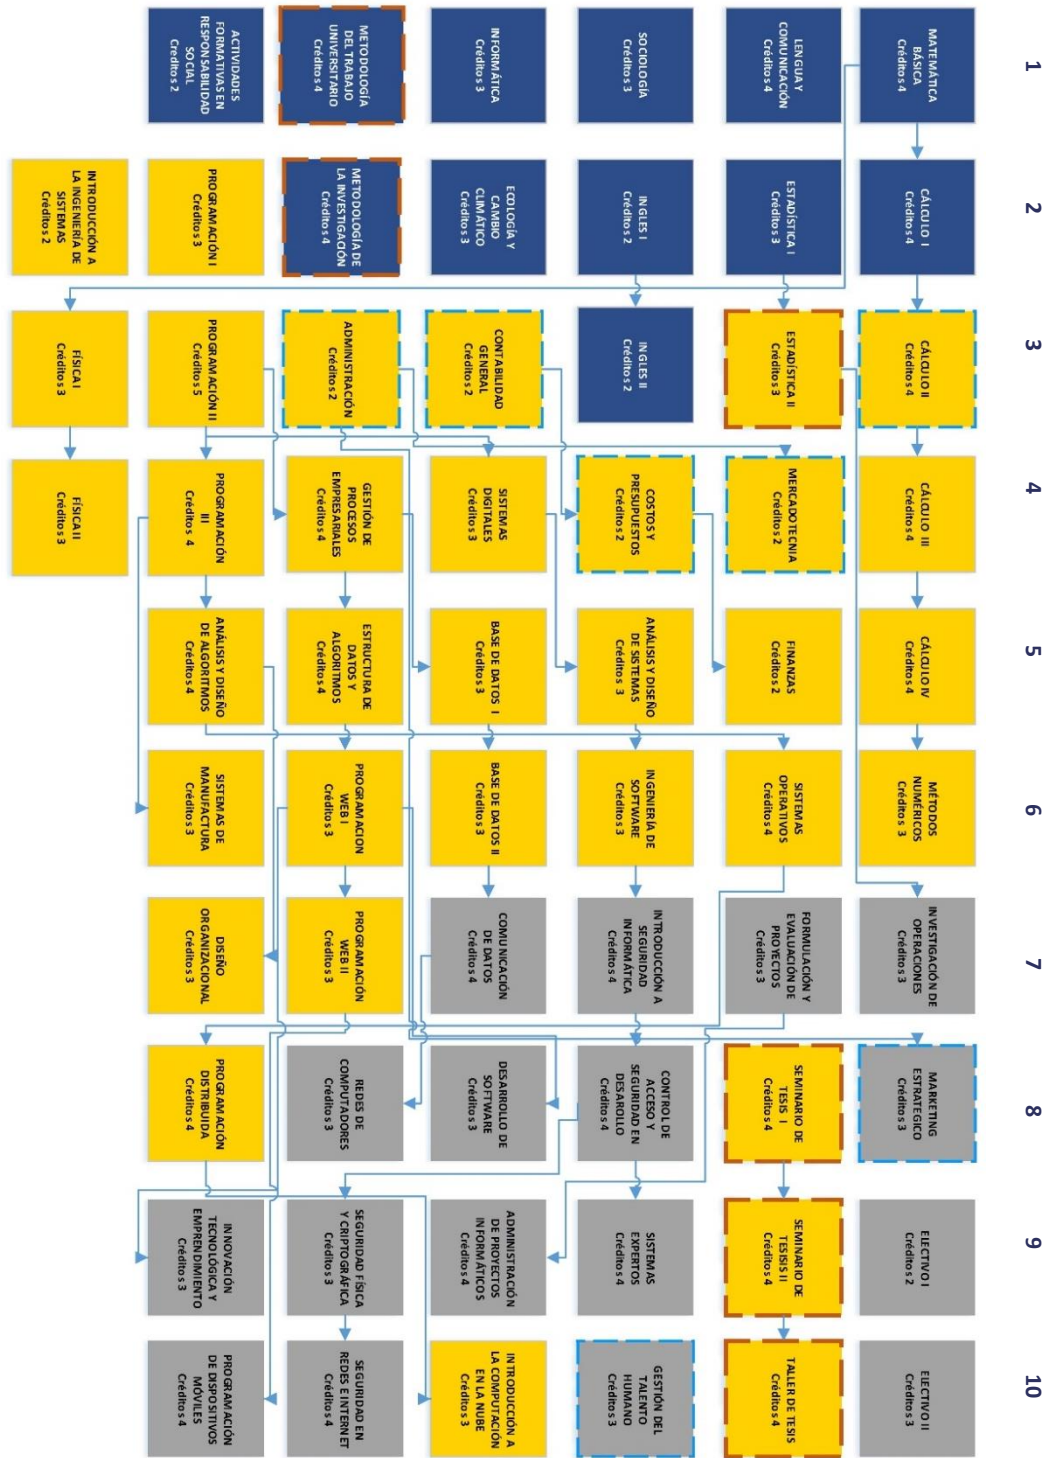 1
2
3
4
5
6
7
8
9
10
MATEMÁTICA
BÁSICA
Créditos 4
CÁLCULO I
Créditos 4
CÁLCULO II
Créditos 4
CÁLCULO III
Créditos 4
CÁLCULO IV
Créditos 4
MÉTODOS
NUMÉRICOS
Créditos 3
INVESTIGACIÓN DE
OPERACIONES
Créditos 3
MARKETING
ESTRATEGICO
Créditos 3
ELECTIVO I
Créditos 2
ELECTIVO II
Créditos 3
LENGUA Y
COMUNICACIÓN
Créditos 4
ESTADÍSTICA I
Créditos 3
ESTADÍSTICA II
Créditos 3
MERCADOTECNIA
Créditos 2
FINANZAS
Créditos 2
SISTEMAS
OPERATIVOS
Créditos 4
FORMULACIÓN Y
EVALUACIÓN DE
PROYECTOS
Créditos 3
SEMINARIO DE
TESIS I
Créditos 4
SEMINARIO DE
TESISIS II
Créditos 4
TALLER DE TESIS
Créditos 4
SOCIOLOGÍA
Créditos 3
INGLES I
Créditos 2
INGLES II
Créditos 2
COSTOS Y
PRESUPUESTOS
Créditos 2
ANÁLISIS Y DISEÑO
DE SISTEMAS
Créditos 3
INGENIERÍA DE
SOFTWARE
Créditos 3
INTRODUCCIÓN A
SEGURIDAD
INFORMÁTICA
Créditos 4
CONTROL DE
ACCESO Y
SEGURIDAD EN
DESAROLLO
Créditos 4
SISTEMAS
EXPERTOS
Créditos 4
GESTIÓN DEL
TALENTO
HUMANO
Créditos 3
INFORMÁTICA
Créditos 3
ECOLOGÍA Y
CAMBIO
CLIMÁTICO
Créditos 3
CONTABILIDAD
GENERAL
Créditos 2
SISTEMAS
DIGITALES
Créditos 3
BASE DE DATOS I
Créditos 3
BASE DE DATOS II
Créditos 3
COMUNICACIÓN
DE DATOS
Créditos 4
DESARROLLO DE
SOFTWARE
Créditos 3
ADMINISTRACIÓN
DE PROYECTOS
INFORMÁTICOS
Créditos 4
INTRODUCCIÓN A
LA COMPUTACIÓN
EN LA NUBE
Créditos 3
METODOLOGÍA
DEL TRABAJO
UNIVERSITARIO
Créditos 4
METODOLOGÍA DE
LA INVESTIGACIÓN
Créditos 4
ADMINISTRACIÓN
Créditos 2
GESTIÓN DE
PROCESOS
EMPRESARIALES
Créditos 4
ESTRUCTURA DE
DATOS Y
ALGORITMOS
Créditos 4
PROGRAMACION
WEB I
Créditos 3
PROGRAMACIÓN
WEB II
Créditos 3
REDES DE
COMPUTADORES
Créditos 3
SEGURIDAD FÍSICA
Y CRIPTOGRÁFICA
Créditos 3
SEGURIDAD EN
REDES E INTERNET
Créditos 4
ACTIVIDADES
FORMATIVAS EN
RESPONSABILIDAD
SOCIAL
Creditos 2
PROGRAMACIÓN I
Créditos 3
PROGRAMACIÓN II
Créditos 5
PROGRAMACIÓN
III
Créditos 4
ANÁLISIS Y DISEÑO
DE ALGORITMOS
Créditos 4
SISTEMAS DE
MANUFACTURA
Créditos 3
DISEÑO
ORGANIZACIONAL
Créditos 3
PROGRAMACIÓN
DISTRIBUIDA
Créditos 4
INNOVACIÓN
TECNOLÓGICA Y
EMPRENDIMIENTO
Créditos 3
PROGRAMACIÓN
DE DISPOSITIVOS
MÓVILES
Créditos 4
INTRODUCCIÓN A
LA INGENIERÍA DE
SISTEMAS
Créditos 2
FÍSICA I
Créditos 3
FÍSICA II
Créditos 3